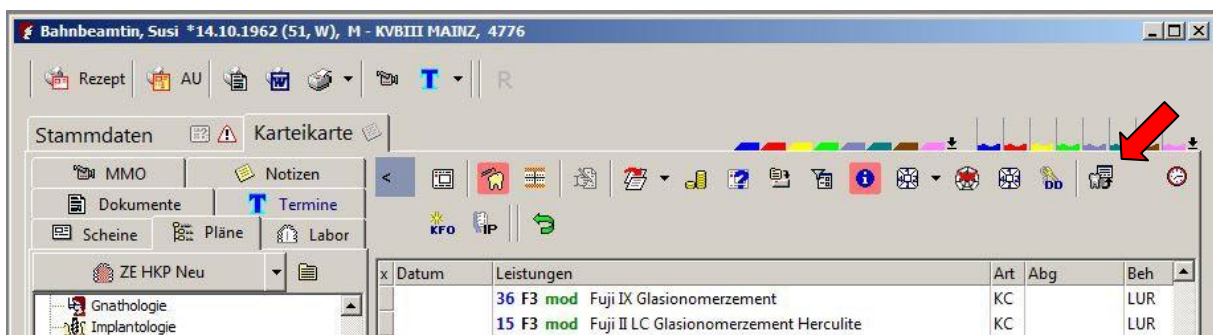 Bahnbeamtin, Susi *14.10.1962 (51, W), M - KVBIII MAINZ, 4776
Rezept AU W T R
Stammdaten Karteikarte
MMO Notizen <
Dokumente T Termine
Scheine Pläne Labor KFO IP
DD
ZE HKP Neu x Datum Leistungen Art Abg Beh
Gnathologie 36 F3 mod Fuji IX Glasionomerzement KC LUR
Implantologie 15 F3 mod Fuji II LC Glasionomerzement Herculite KC LUR